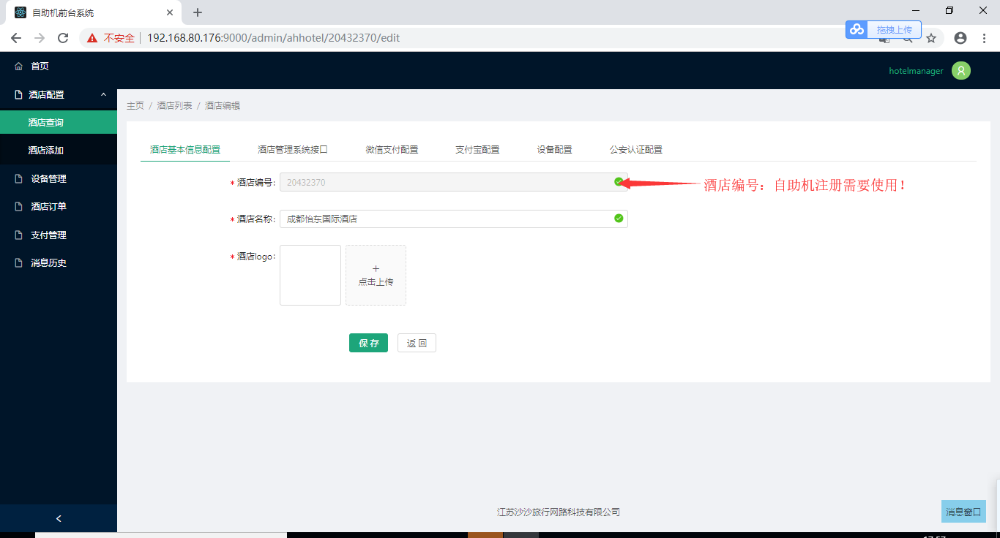 自助机前台系统
不安全
192.168.80.176:9000/admin/ahhotel/20432370/edit
拖拽上传
首页
hotelmanager
酒店配置
主页 / 酒店列表 / 酒店编辑
酒店查询
酒店添加
设备管理
酒店订单
支付管理
消息历史
酒店基本信息配置
酒店管理系统接口
微信支付配置
支付宝配置
设备配置
公安认证配置
* 酒店编号:
20432370
酒店编号：自助机注册需要使用！
* 酒店名称:
成都怡东国际酒店
* 酒店logo:
+
点击上传
保 存
返 回
江苏沙沙旅行网路科技有限公司
消息窗口